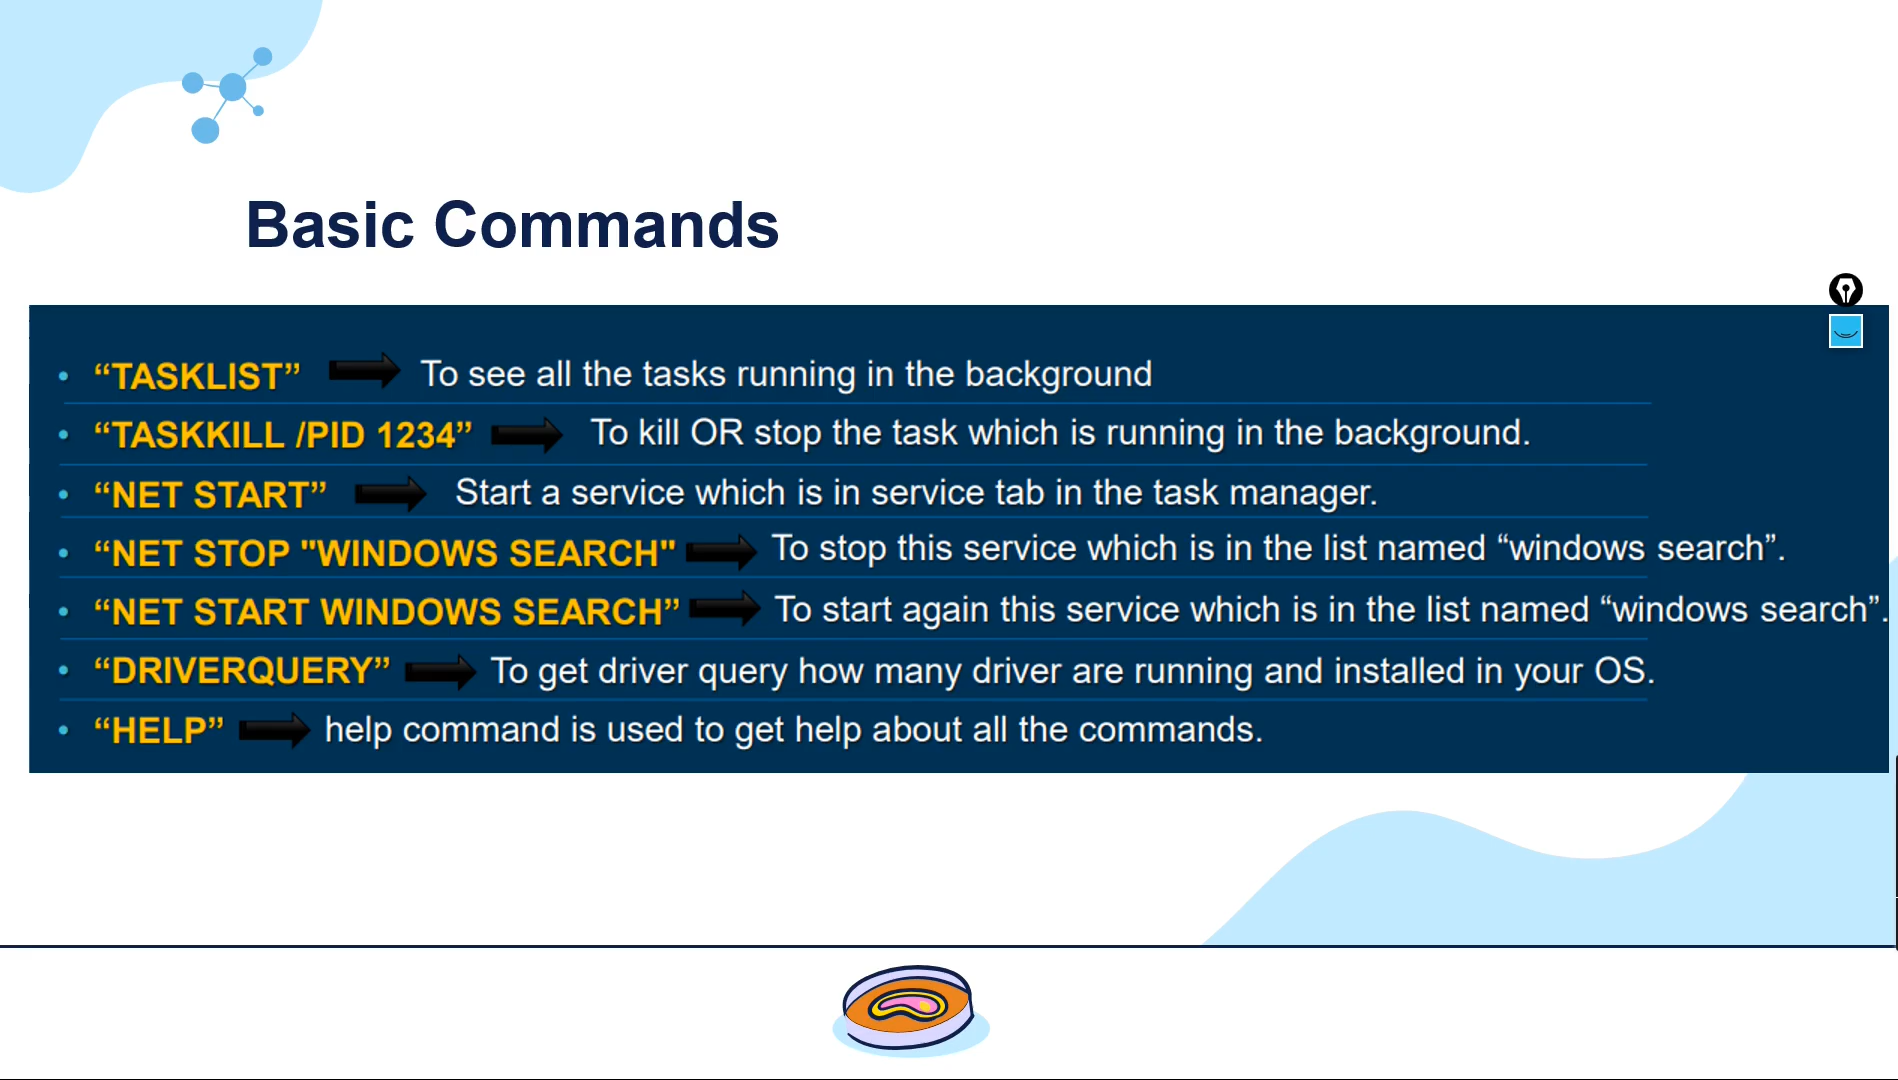 Basic Commands
• “TASKLIST” To see all the tasks running in the background
• “TASKKILL /PID 1234” To kill OR stop the task which is running in the background.
• “NET START” Start a service which is in service tab in the task manager.
• “NET STOP "WINDOWS SEARCH" To stop this service which is in the list named “windows search”.
• “NET START WINDOWS SEARCH” To start again this service which is in the list named “windows search”.
• “DRIVERQUERY” To get driver query how many driver are running and installed in your OS.
• “HELP” help command is used to get help about all the commands.